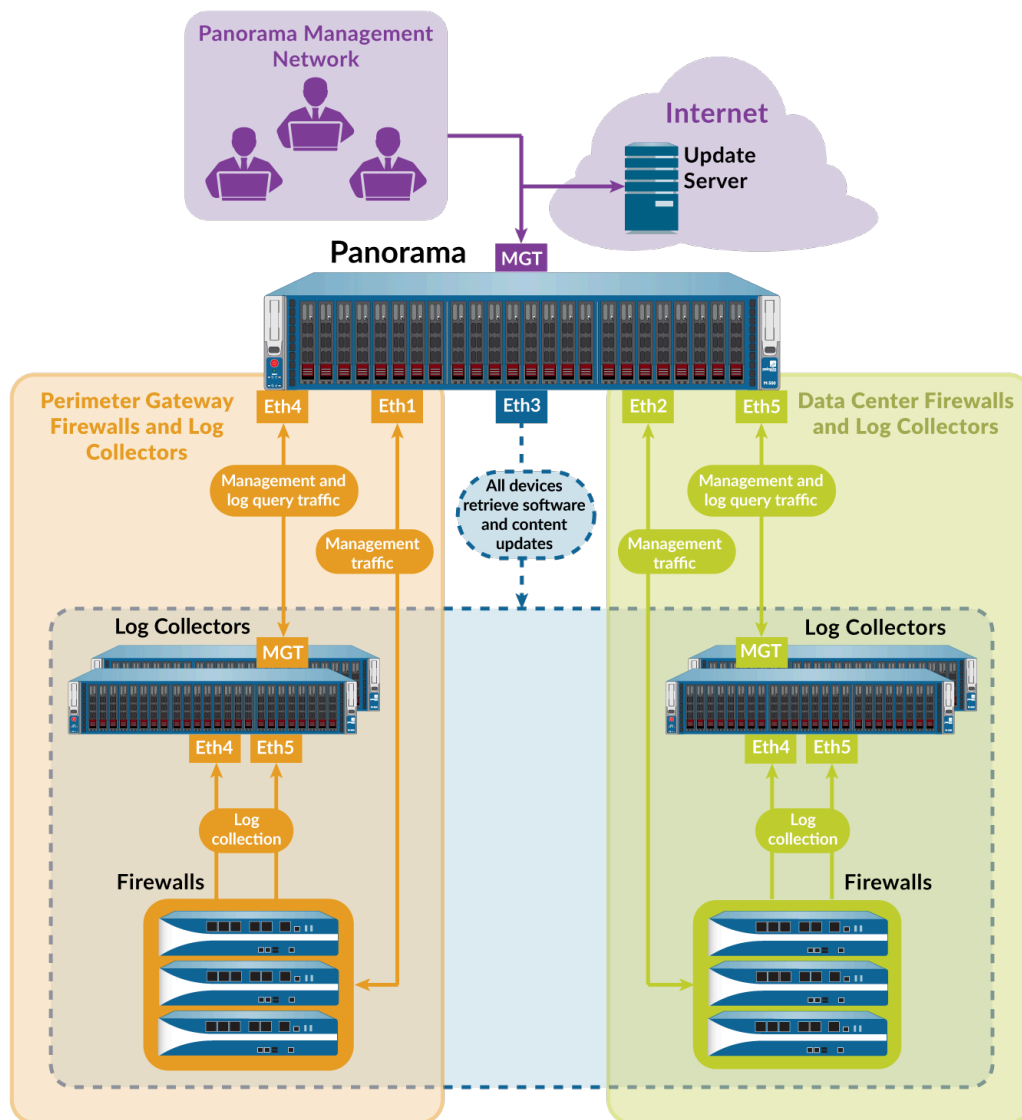 Panorama Management
Network
Internet
Update
Server
Panorama
MGT
Eth4
Eth1
Eth3
Eth2
Eth5
Perimeter Gateway
Firewalls and Log
Collectors
Data Center Firewalls
and Log Collectors
Management and
log query traffic
All devices
retrieve software
and content
updates
Management and
log query traffic
Management
traffic
Management
traffic
Log Collectors
MGT
Log Collectors
MGT
Eth4
Eth5
Eth4
Eth5
Log
collection
Log
collection
Firewalls
Firewalls